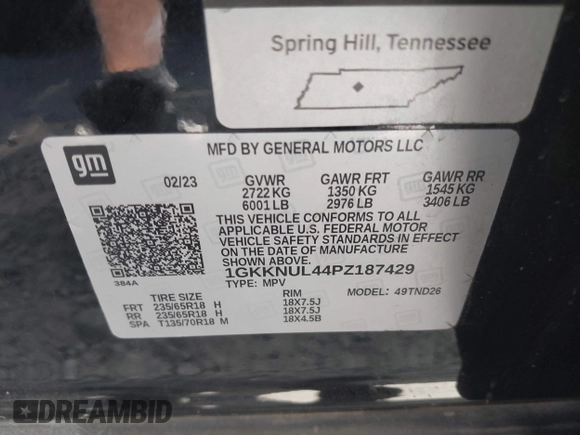 Spring Hill, Tennessee
gm
MFD BY GENERAL MOTORS LLC
02/23 GVWR GAWR FRT GAWR RR
2722 KG 1350 KG 1545 KG
6001 LB 2976 LB 3406 LB
THIS VEHICLE CONFORMS TO ALL
APPLICABLE U.S. FEDERAL MOTOR
VEHICLE SAFETY STANDARDS IN EFFECT
ON THE DATE OF MANUFACTURE
SHOWN ABOVE.
1GKKNUL44PZ187429
384A
TYPE: MPV MODEL: 49TND26
TIRE SIZE RIM
FRT 235/65R18 H 18X7.5J
RR 235/65R18 H 18X7.5J
SPA T135/70R18 M 18X4.5B
DREAMBID